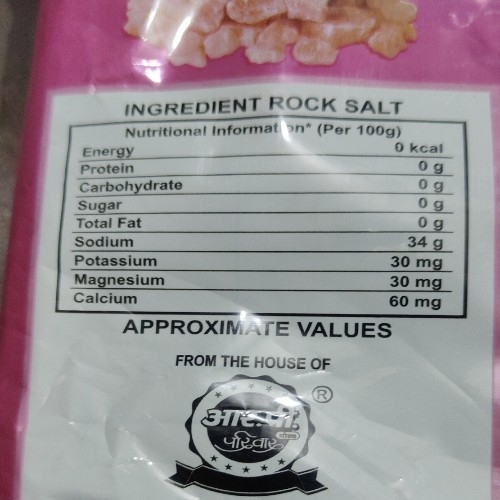 INGREDIENT ROCK SALT
Nutritional Information* (Per 100g)
Energy 0 kcal
Protein 0 g
Carbohydrate 0 g
Sugar 0 g
Total Fat 0 g
Sodium 34 g
Potassium 30 mg
Magnesium 30 mg
Calcium 60 mg
APPROXIMATE VALUES
FROM THE HOUSE OF
®
परिवार